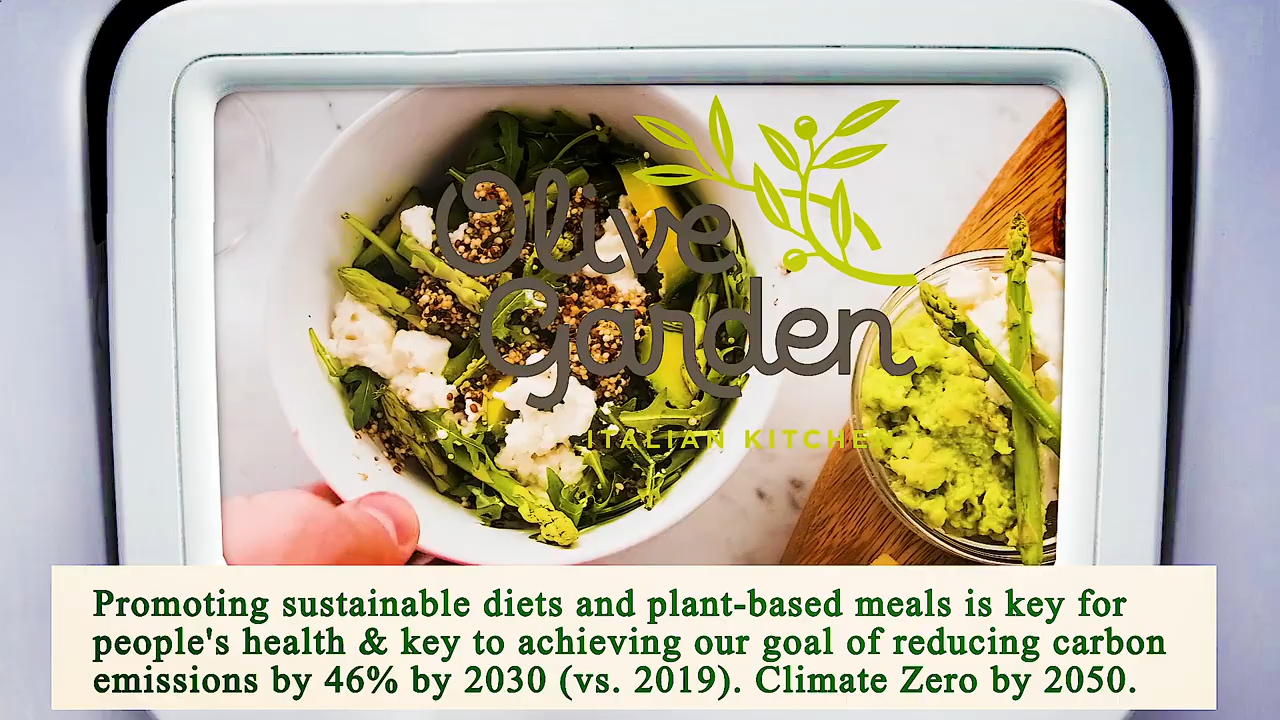 Olive
Garden
ITALIAN KITCHEN
Promoting sustainable diets and plant-based meals is key for
people's health & key to achieving our goal of reducing carbon
emissions by 46% by 2030 (vs. 2019). Climate Zero by 2050.